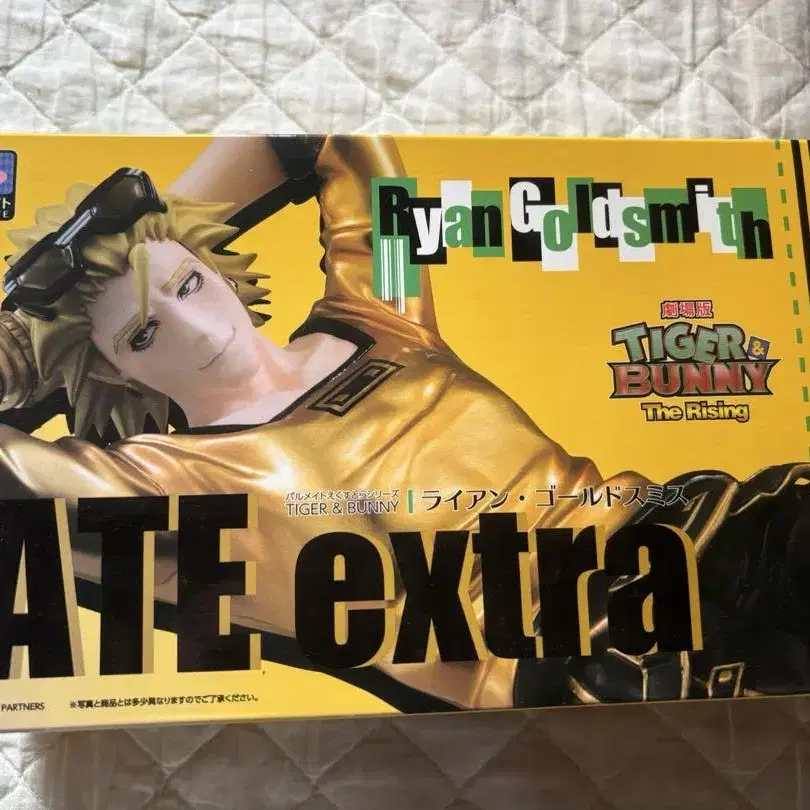 Ryan Goldsmith
劇場版
TIGER & BUNNY
The Rising
パルメイトえくすとらシリーズ
TIGER & BUNNY
ライアン・ゴールドスミス
ATE extra
PARTNERS
※写真と商品とは多少異なりますのでご了承ください。